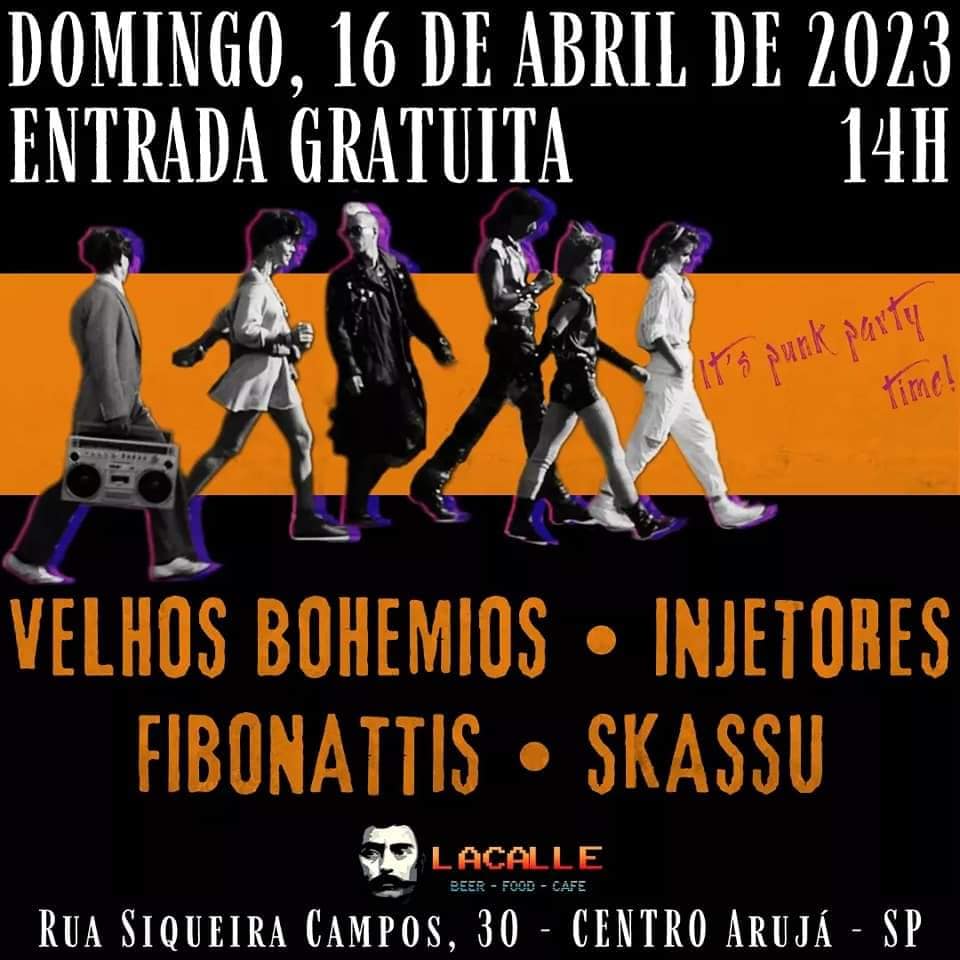 DOMINGO, 16 DE ABRIL DE 2023
ENTRADA GRATUITA 14H
It's punk party
time!
VELHOS BOHEMIOS • INJETORES
FIBONATTIS • SKASSU
LACALLE
BEER - FOOD - CAFE
RUA SIQUEIRA CAMPOS, 30 - CENTRO ARUJÁ - SP